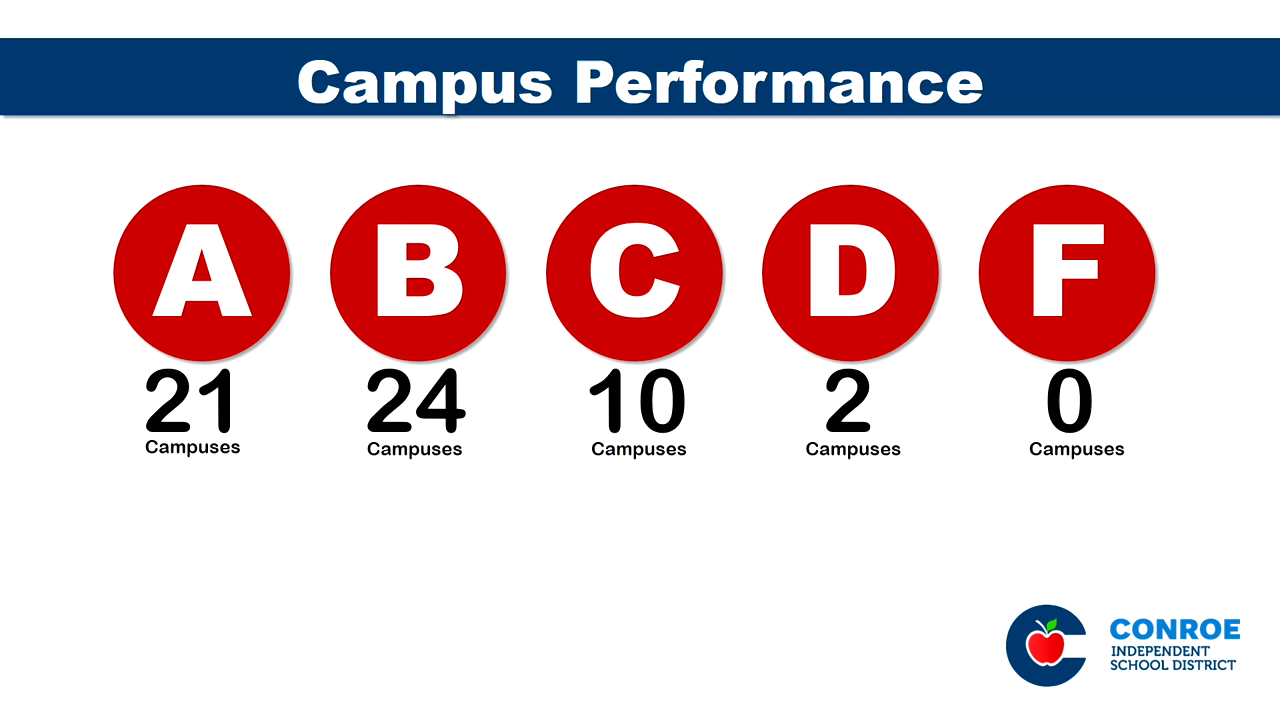 Campus Performance
A B C D F
21 24 10 2 0
Campuses Campuses Campuses Campuses Campuses
CONROE
INDEPENDENT
SCHOOL DISTRICT